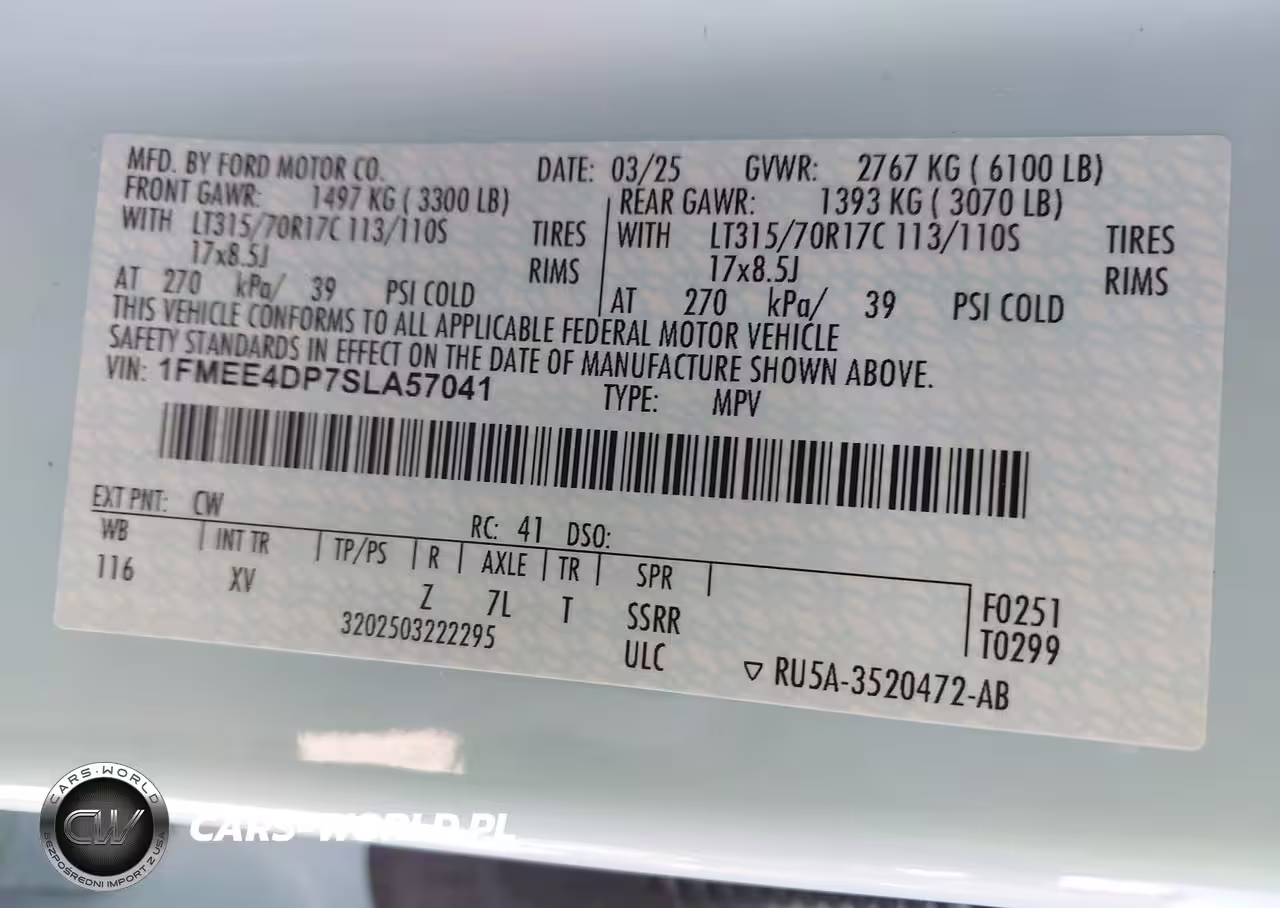 MFD. BY FORD MOTOR CO. DATE: 03/25 GVWR: 2767 KG ( 6100 LB)
FRONT GAWR: 1497 KG ( 3300 LB) REAR GAWR: 1393 KG ( 3070 LB)
WITH LT315/70R17C 113/110S TIRES WITH LT315/70R17C 113/110S TIRES
17x8.5J RIMS 17x8.5J RIMS
AT 270 kPa/ 39 PSI COLD AT 270 kPa/ 39 PSI COLD
THIS VEHICLE CONFORMS TO ALL APPLICABLE FEDERAL MOTOR VEHICLE
SAFETY STANDARDS IN EFFECT ON THE DATE OF MANUFACTURE SHOWN ABOVE.
VIN: 1FMEE4DP7SLA57041 TYPE: MPV
EXT PNT: CW RC: 41 DSO:
WB INT TR TP/PS R AXLE TR SPR
116 XV Z 7L T SSRR F0251
3202503222295 ULC T0299
RU5A-3520472-AB
CARS-WORLD
CW
BEZPOŚREDNI IMPORT Z USA
CARS-WORLD.PL